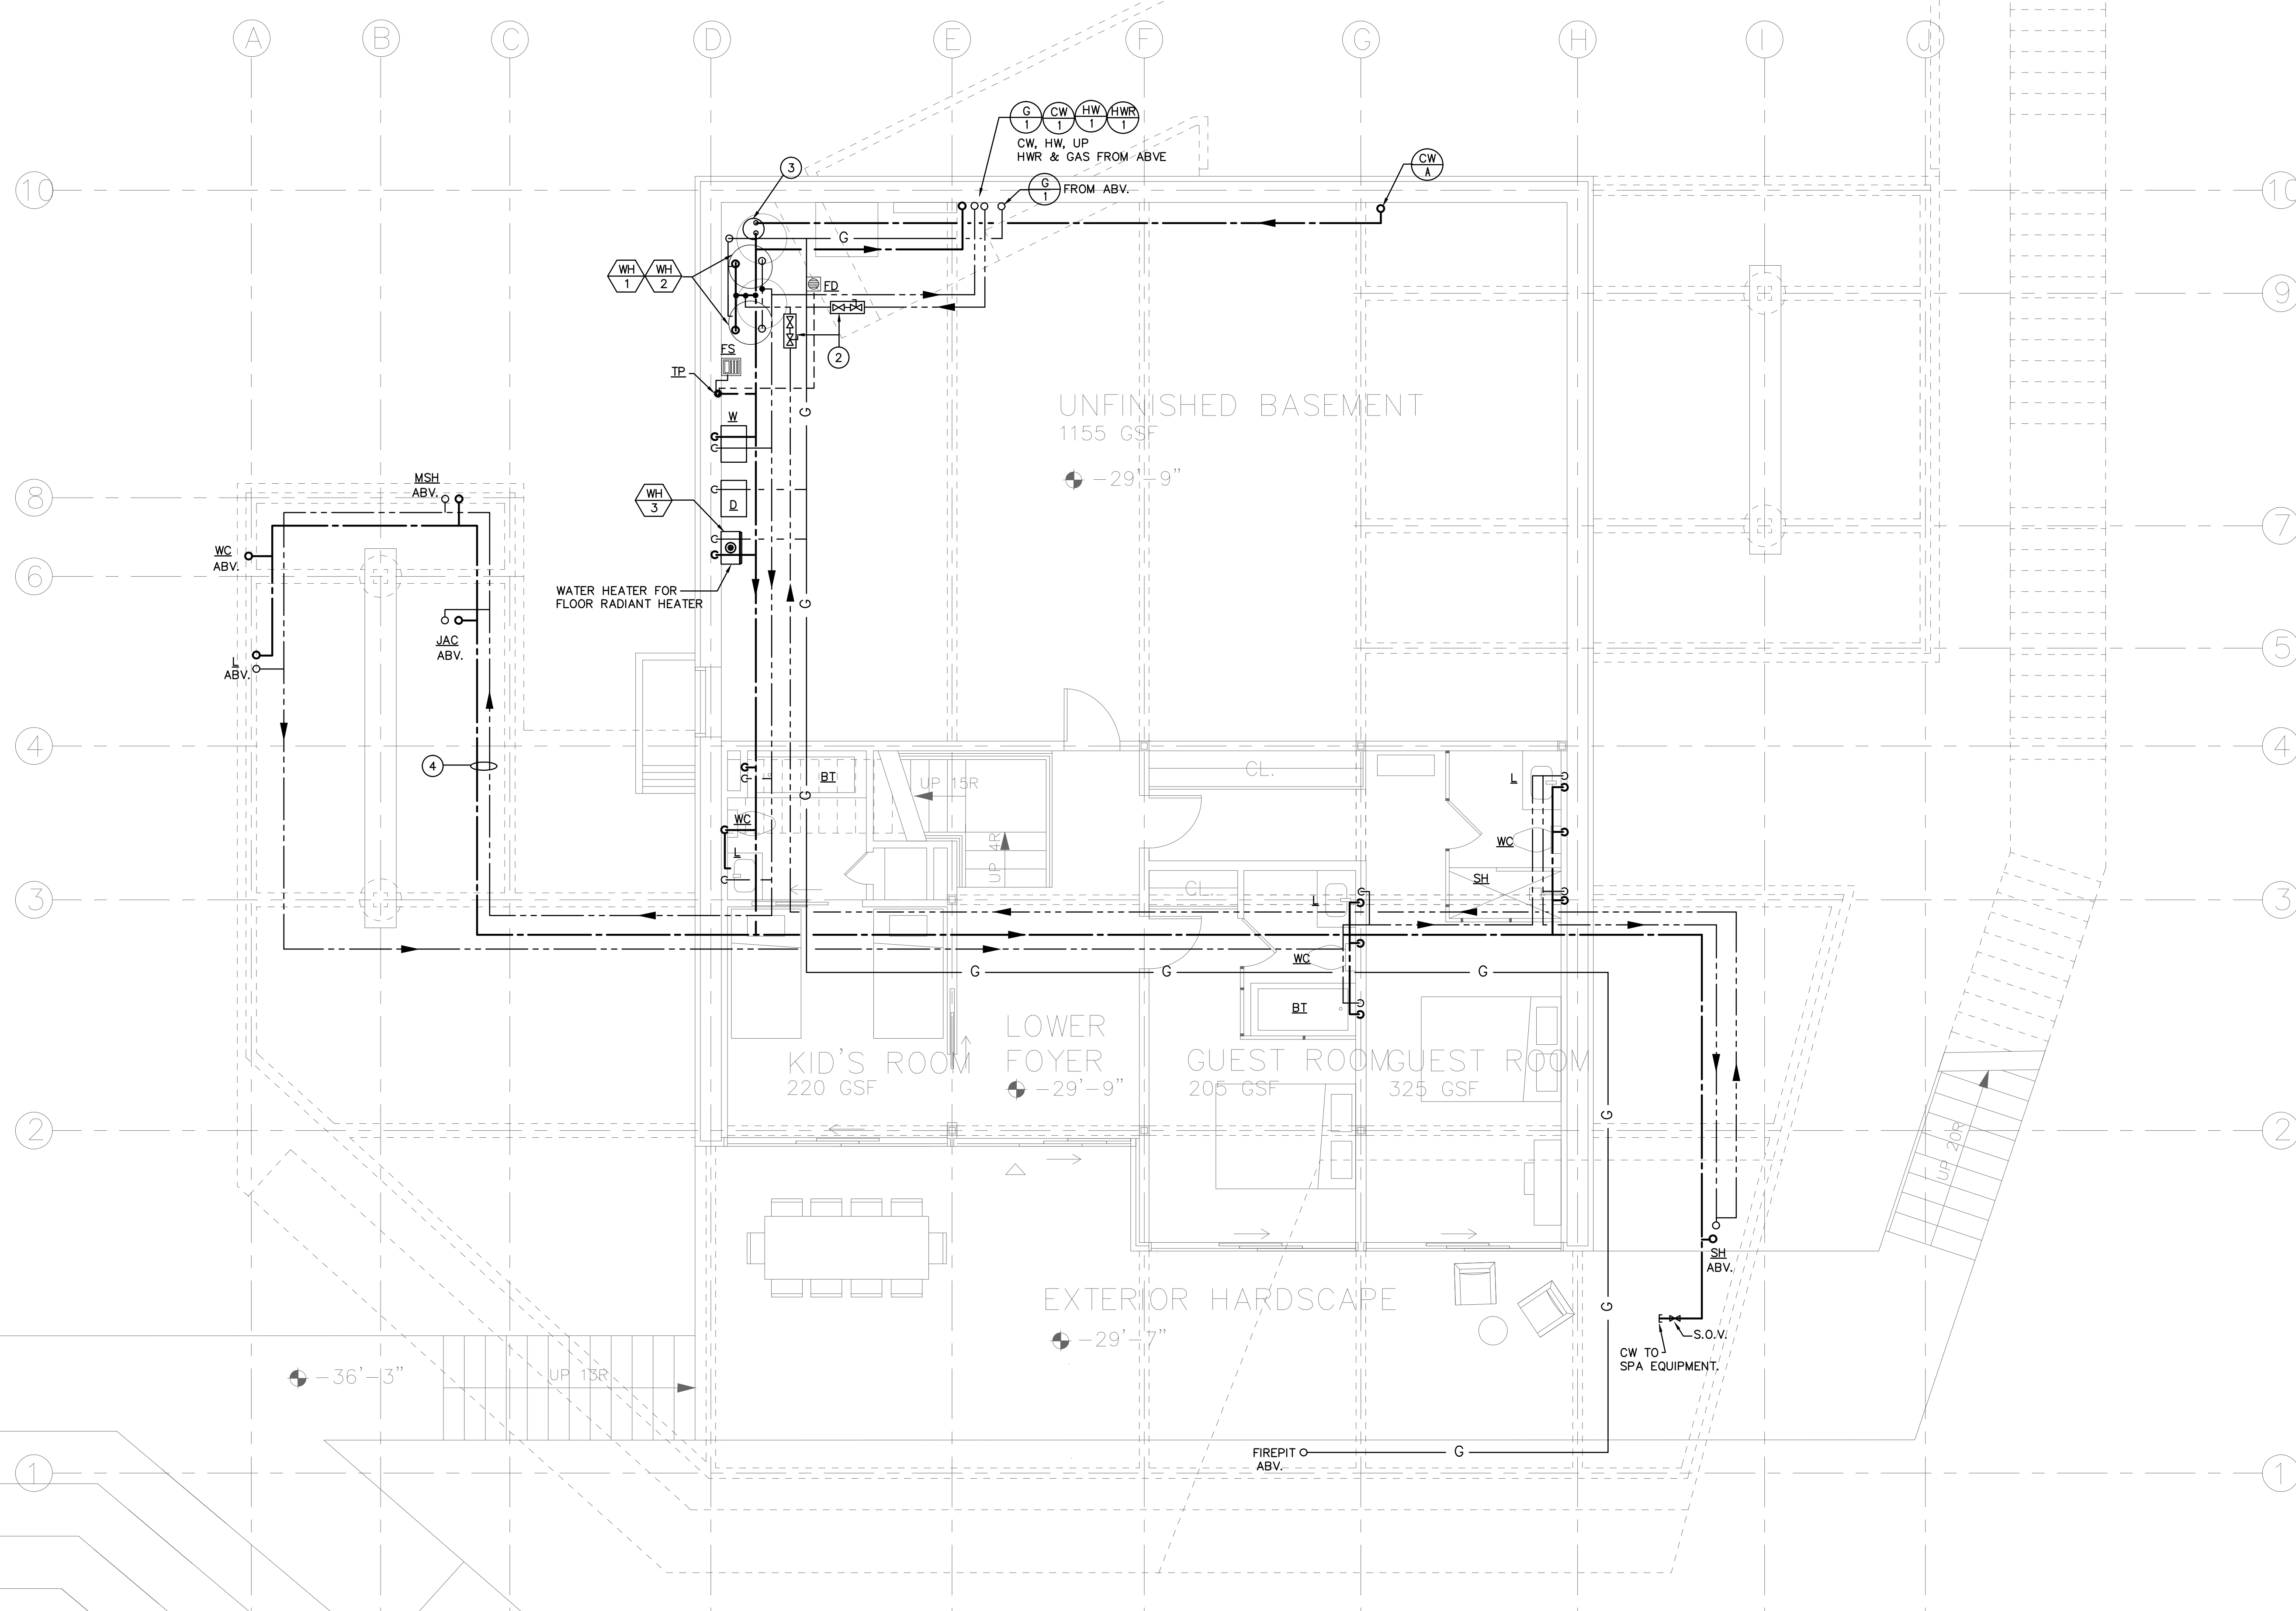 A B C D E F G H I J
G CW HW HWR
1 1 1 1
CW, HW, UP
HWR & GAS FROM ABVE
3
CW
A
10 10
G
1
FROM ABV.
G
WH WH
1 2
FD
9
2
FS
TP
G
W
UNFINISHED BASEMENT
1155 GSF
-29'-9"
MSH
ABV.
8
WH
3
D
7
WC
ABV.
6
WATER HEATER FOR
FLOOR RADIANT HEATER
G
JAC
ABV.
5
L
ABV.
4 4
4
BT
UP 15R
CL.
L
G
WC
L
UP 4R
WC
SH
CL.
L
3 3
WC
G G G
BT
LOWER
FOYER
-29'-9"
KID'S ROOM
220 GSF
GUEST ROOM
205 GSF
GUEST ROOM
325 GSF
G
2 2
UP 20R
SH
ABV.
EXTERIOR HARDSCAPE
-29'-7"
G
S.O.V.
CW TO
SPA EQUIPMENT.
-36'-3"
UP 13R
FIREPIT
ABV.
G
1 1